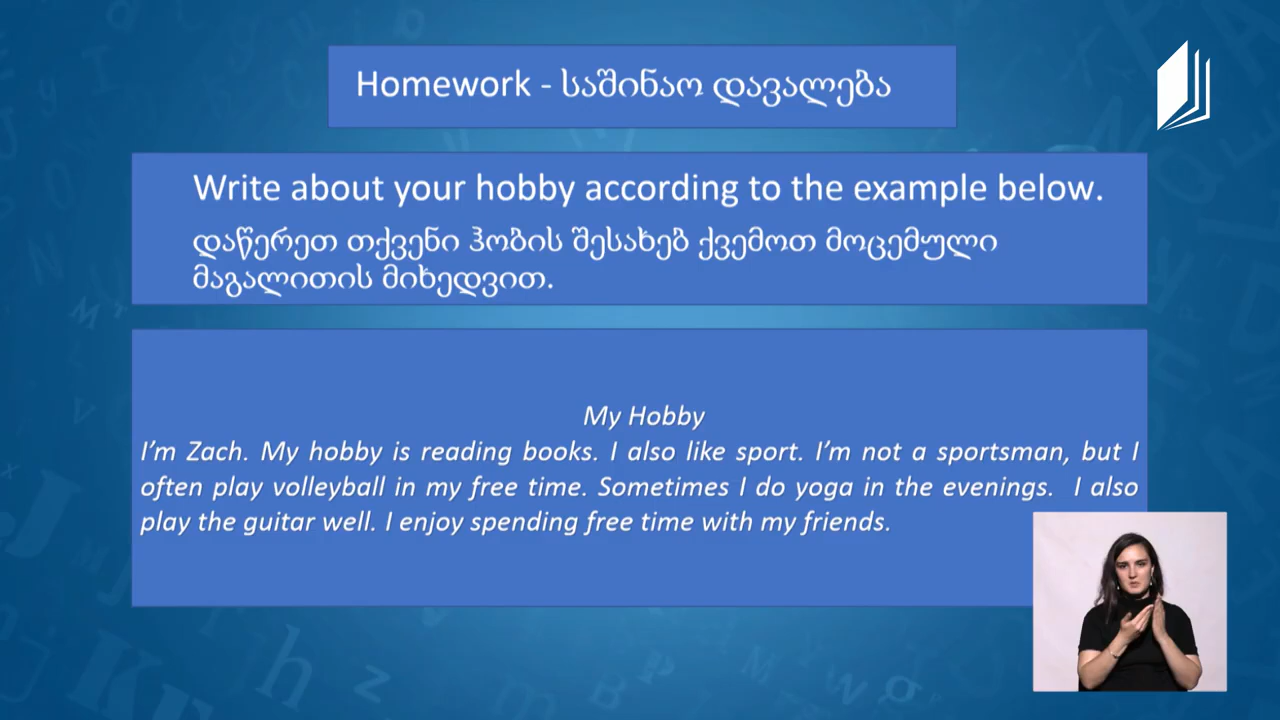 Homework - საშინაო დავალება
Write about your hobby according to the example below.
დაწერეთ თქვენი ჰობის შესახებ ქვემოთ მოცემული
მაგალითის მიხედვით.
My Hobby
I’m Zach. My hobby is reading books. I also like sport. I’m not a sportsman, but I
often play volleyball in my free time. Sometimes I do yoga in the evenings. I also
play the guitar well. I enjoy spending free time with my friends.